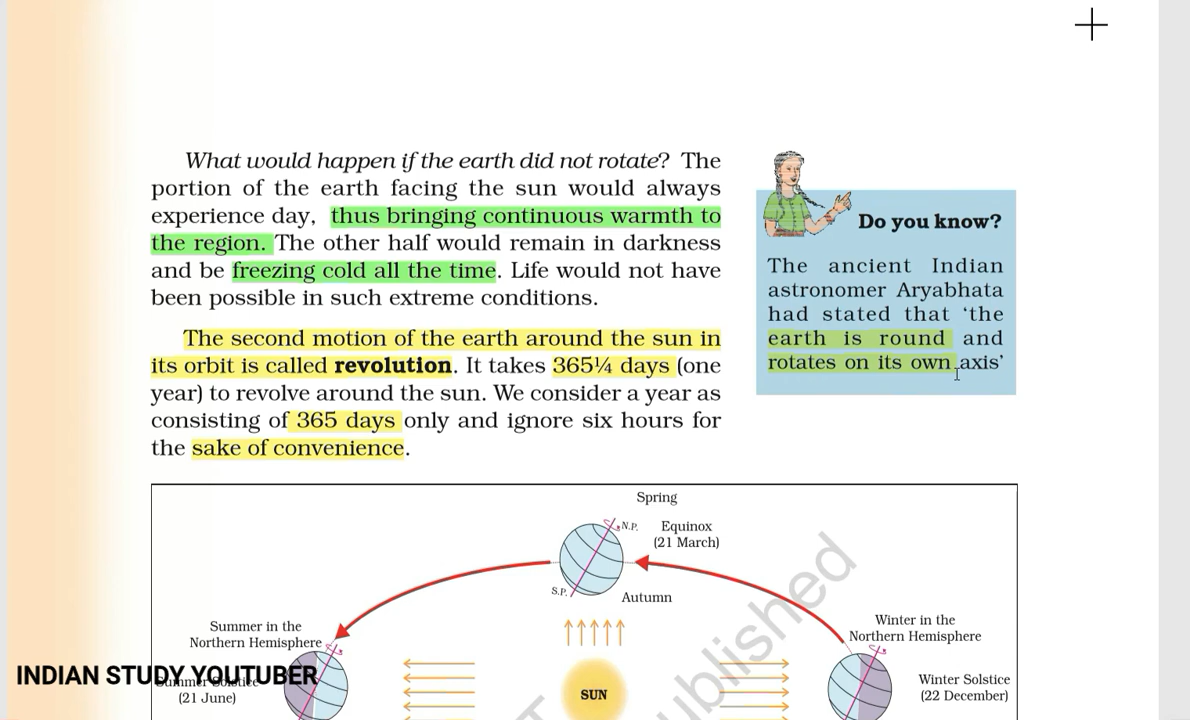 What would happen if the earth did not rotate? The
portion of the earth facing the sun would always
experience day, thus bringing continuous warmth to
the region. The other half would remain in darkness
and be freezing cold all the time. Life would not have
been possible in such extreme conditions.
The second motion of the earth around the sun in
its orbit is called revolution. It takes 365¼ days (one
year) to revolve around the sun. We consider a year as
consisting of 365 days only and ignore six hours for
the sake of convenience.
Do you know?
The ancient Indian
astronomer Aryabhata
had stated that ‘the
earth is round and
rotates on its own axis’
Spring
N.P.
Equinox
(21 March)
S.P.
Autumn
Summer in the
Northern Hemisphere
Summer Solstice
(21 June)
INDIAN STUDY YOUTUBER
SUN
Winter in the
Northern Hemisphere
Winter Solstice
(22 December)